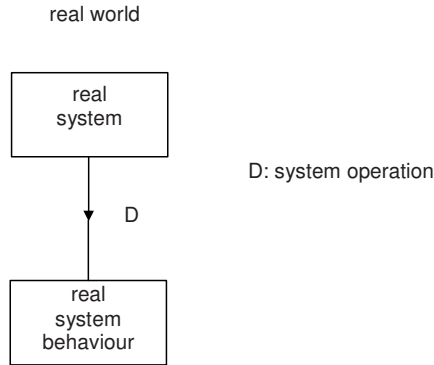 real world
real
system
D: system operation
D
real
system
behaviour